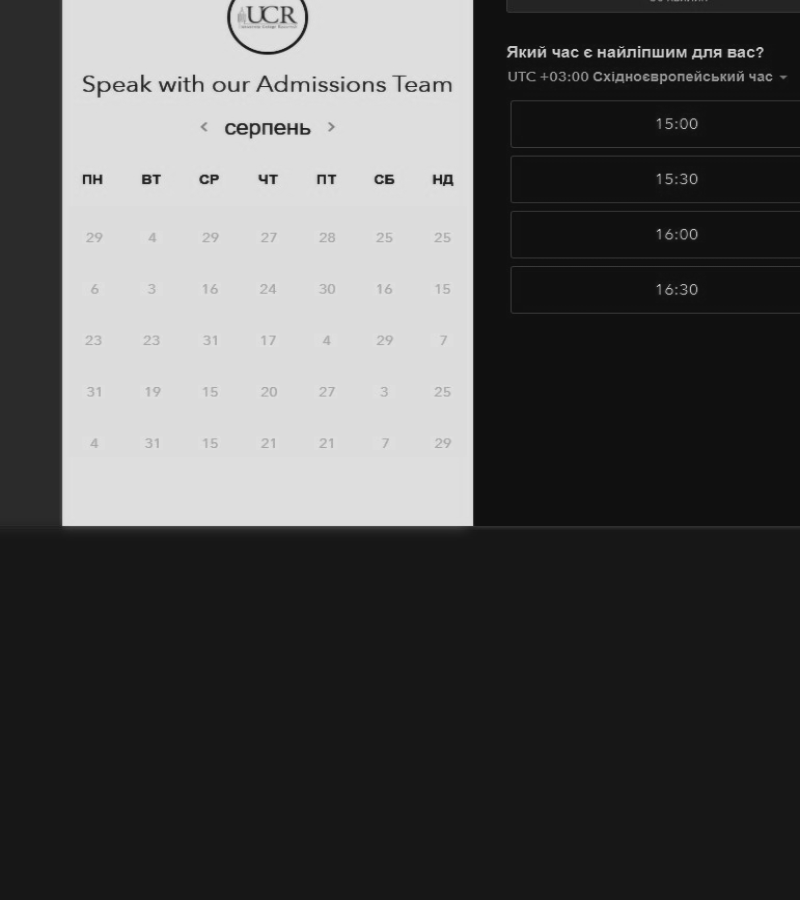 UCR
Speak with our Admissions Team
серпень
ПН ВТ СР ЧТ ПТ СБ НД
29 4 29 27 28 25 25
6 3 16 24 30 16 15
23 23 31 17 4 29 7
31 19 15 20 27 3 25
4 31 15 21 21 7 29
Який час є найліпшим для вас?
UTC +03:00 Східноєвропейський час
15:00
15:30
16:00
16:30